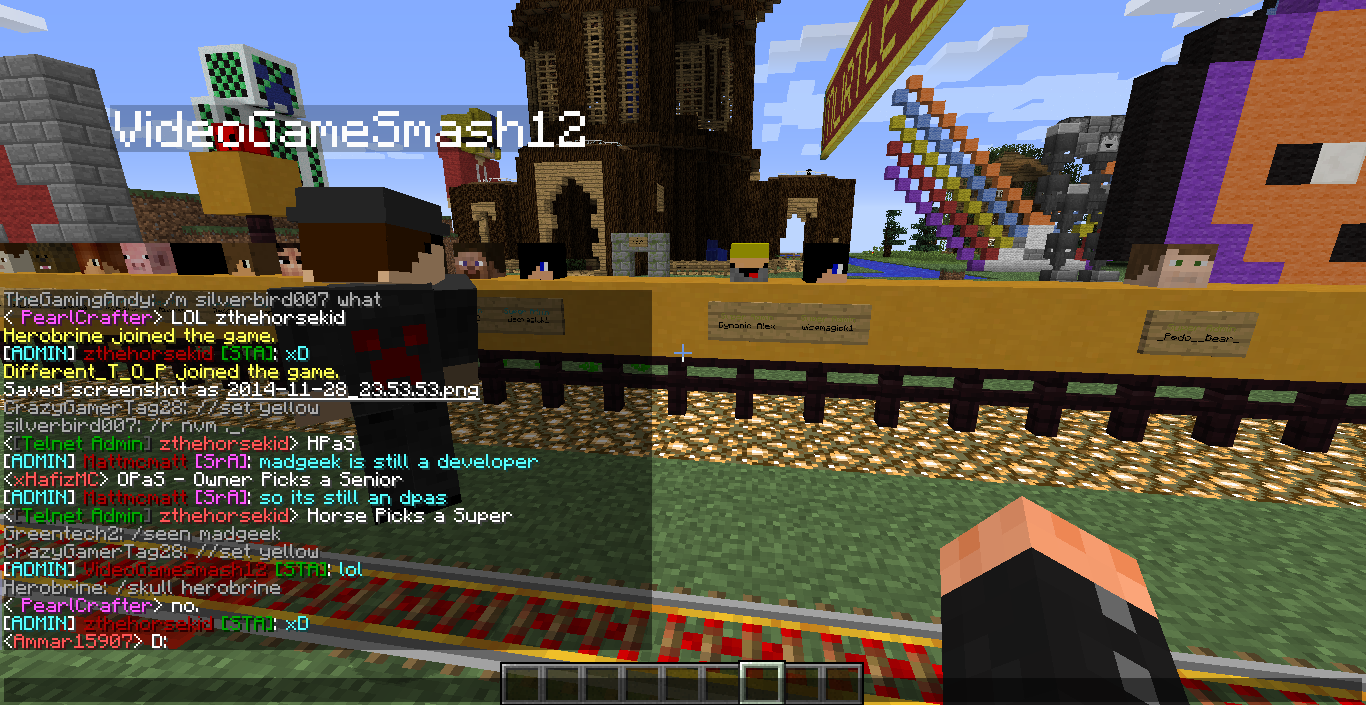 TURTLE
VideoGameSmash12
Dynamic_Alex wizemagick1
_Pedo__Bear_
TheGamingAndy: /m silverbird007 what
< PearlCrafter> LOL zthehorsekid
Herobrine joined the game.
[ADMIN] zthehorsekid [STA]: xD
Different_T_O_P joined the game.
Saved screenshot as 2014-11-28_23.53.53.png
CrazyGamerTag28: //set yellow
silverbird007: /r nvm ._.
<[Telnet Admin] zthehorsekid> HPaS
[ADMIN] Mattmcmatt [SrA]: madgeek is still a developer
<xHafizMC> OPaS - Owner Picks a Senior
[ADMIN] Mattmcmatt [SrA]: so its still an dpas
<[Telnet Admin] zthehorsekid> Horse Picks a Super
Greentech2: /seen madgeek
CrazyGamerTag28: //set yellow
[ADMIN] VideoGameSmash12 [STA]: lol
Herobrine: /skull herobrine
< PearlCrafter> no.
[ADMIN] zthehorsekid [STA]: xD
<Ammar15907> D: